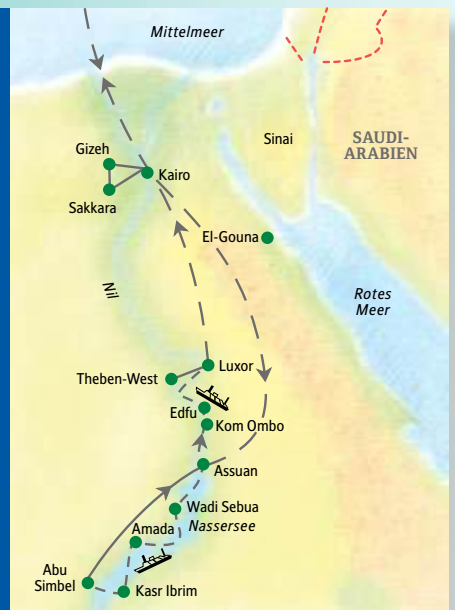 Mittelmeer
Gizeh
Sinai
SAUDI-
ARABIEN
Kairo
Sakkara
El-Gouna
Nil
Rotes
Meer
Luxor
Theben-West
Edfu
Kom Ombo
Assuan
Wadi Sebua
Nassersee
Amada
Abu
Simbel
Kasr Ibrim